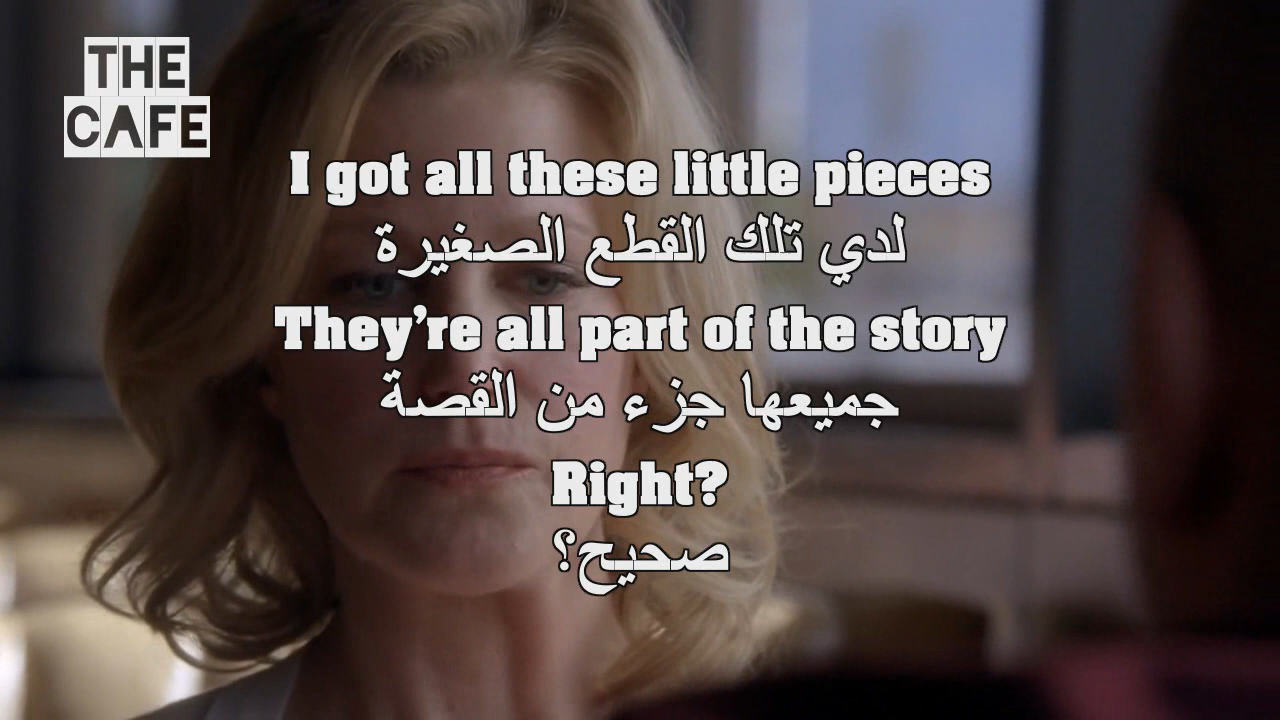 THE
CAFE
I got all these little pieces
لدي تلك القطع الصغيرة
They're all part of the story
جميعها جزء من القصة
Right?
صحيح؟